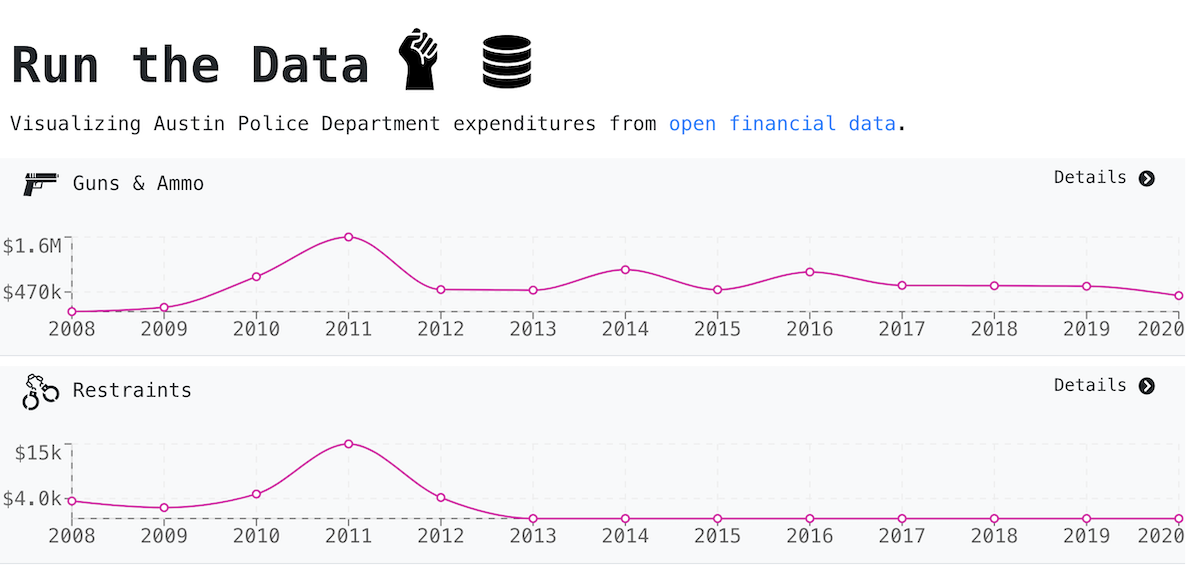 Run the Data
Visualizing Austin Police Department expenditures from open financial data.
Guns & Ammo
Details
$1.6M
$470k
2008 2009 2010 2011 2012 2013 2014 2015 2016 2017 2018 2019 2020
Restraints
Details
$15k
$4.0k
2008 2009 2010 2011 2012 2013 2014 2015 2016 2017 2018 2019 2020